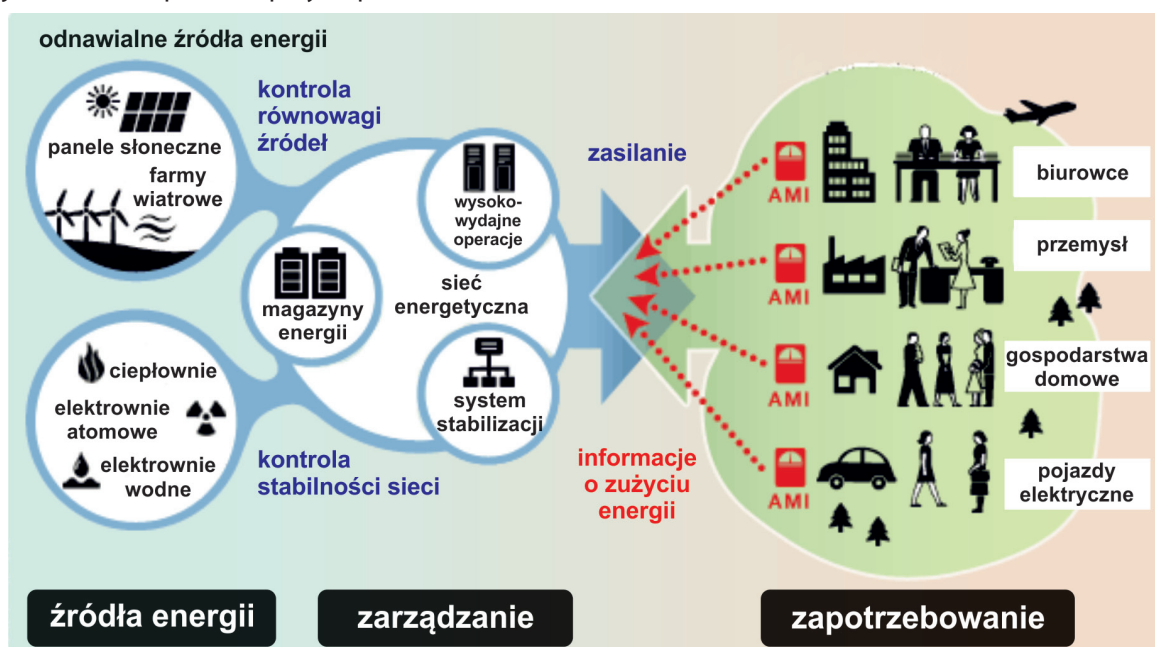 odnawialne źródła energii
panele słoneczne
farmy
wiatrowe
kontrola
równowagi
źródeł
wysoko-
wydajne
operacje
magazyny
energii
sieć
energetyczna
system
stabilizacji
ciepłownie
elektrownie
atomowe
elektrownie
wodne
kontrola
stabilności sieci
zasilanie
informacje
o zużyciu
energii
AMI
biurowce
AMI
przemysł
AMI
gospodarstwa
domowe
AMI
pojazdy
elektryczne
źródła energii
zarządzanie
zapotrzebowanie